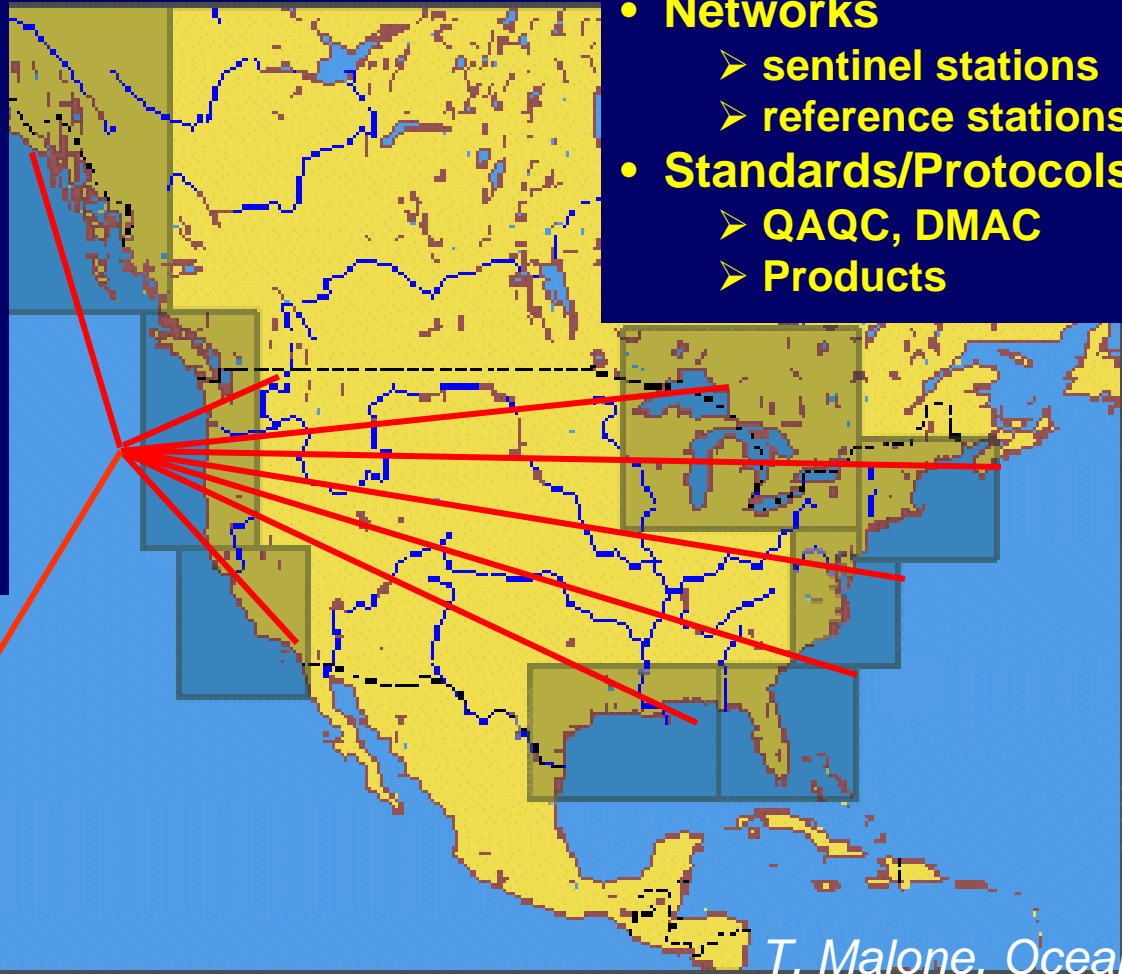 • Networks
➢ sentinel stations
➢ reference stations
• Standards/Protocols
➢ QAQC, DMAC
➢ Products
T. Malone, Ocea